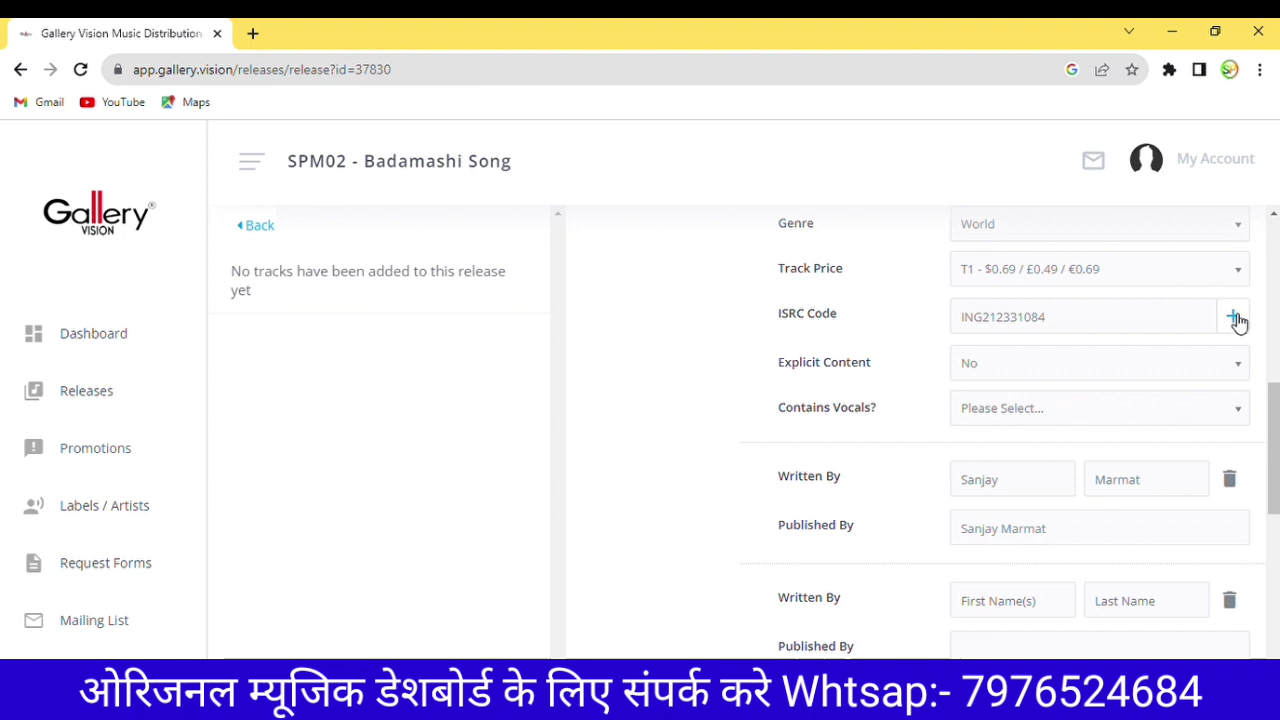 Gallery Vision Music Distribution
app.gallery.vision/releases/release?id=37830
Gmail YouTube Maps
SPM02 - Badamashi Song
My Account
Gallery®
VISION
Dashboard
Releases
Promotions
Labels / Artists
Request Forms
Mailing List
Back
No tracks have been added to this release
yet
Genre World
Track Price T1 - $0.69 / £0.49 / €0.69
ISRC Code ING212331084
Explicit Content No
Contains Vocals? Please Select...
Written By Sanjay Marmat
Published By Sanjay Marmat
Written By First Name(s) Last Name
Published By
ओरिजनल म्यूजिक डेशबोर्ड के लिए संपर्क करे Whtsap:- 7976524684